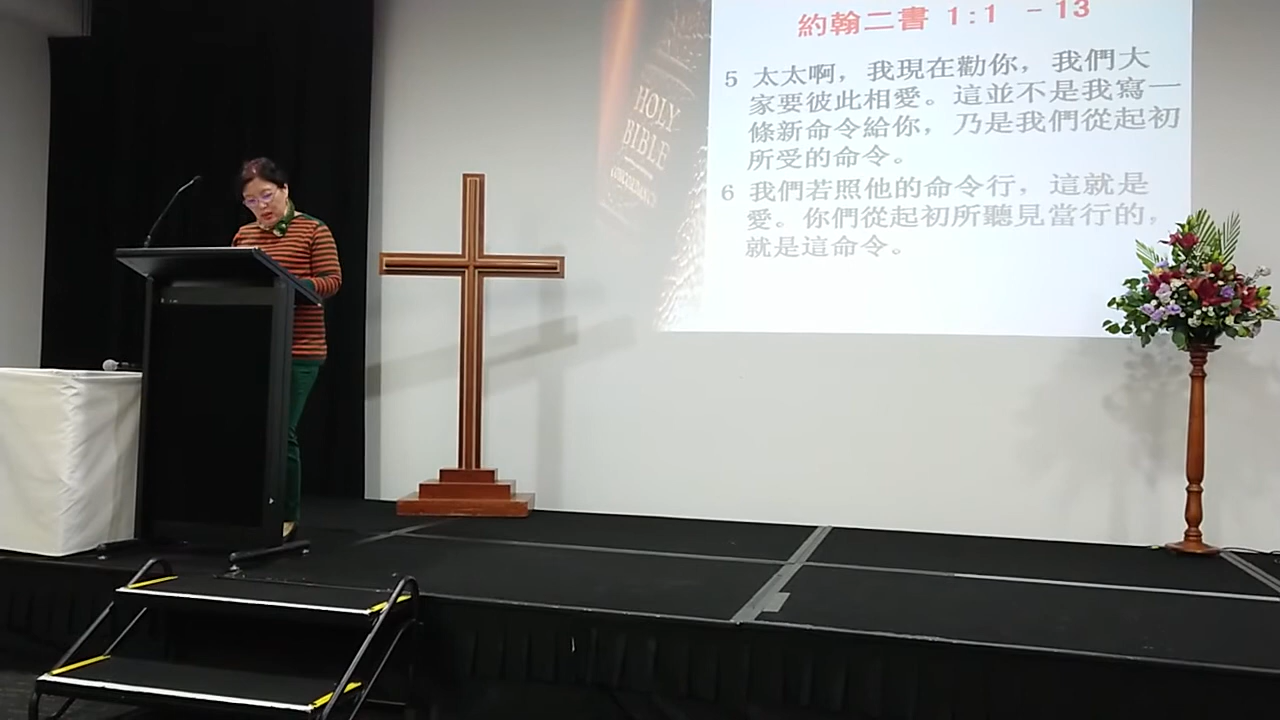 約翰二書 1:1 - 13
5 太太啊，我現在勸你，我們大
家要彼此相愛。這並不是我寫一
條新命令給你，乃是我們從起初
所受的命令。
6 我們若照他的命令行，這就是
愛。你們從起初所聽見當行的，
就是這命令。
HOLY
BIBLE